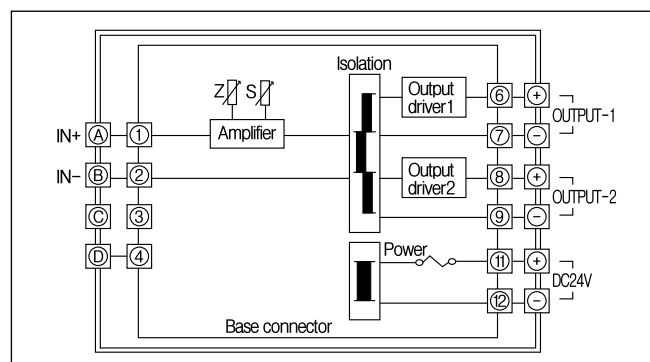 Isolation
Z S
Output
driver1
⑥ +
OUTPUT-1
IN+ Ⓐ ① Amplifier ⑦ −
IN− Ⓑ ② Output
driver2
⑧ +
OUTPUT-2
Ⓒ ③ ⑨ −
Ⓓ ④ Power ⑪ +
DC24V
⑫ −
Base connector